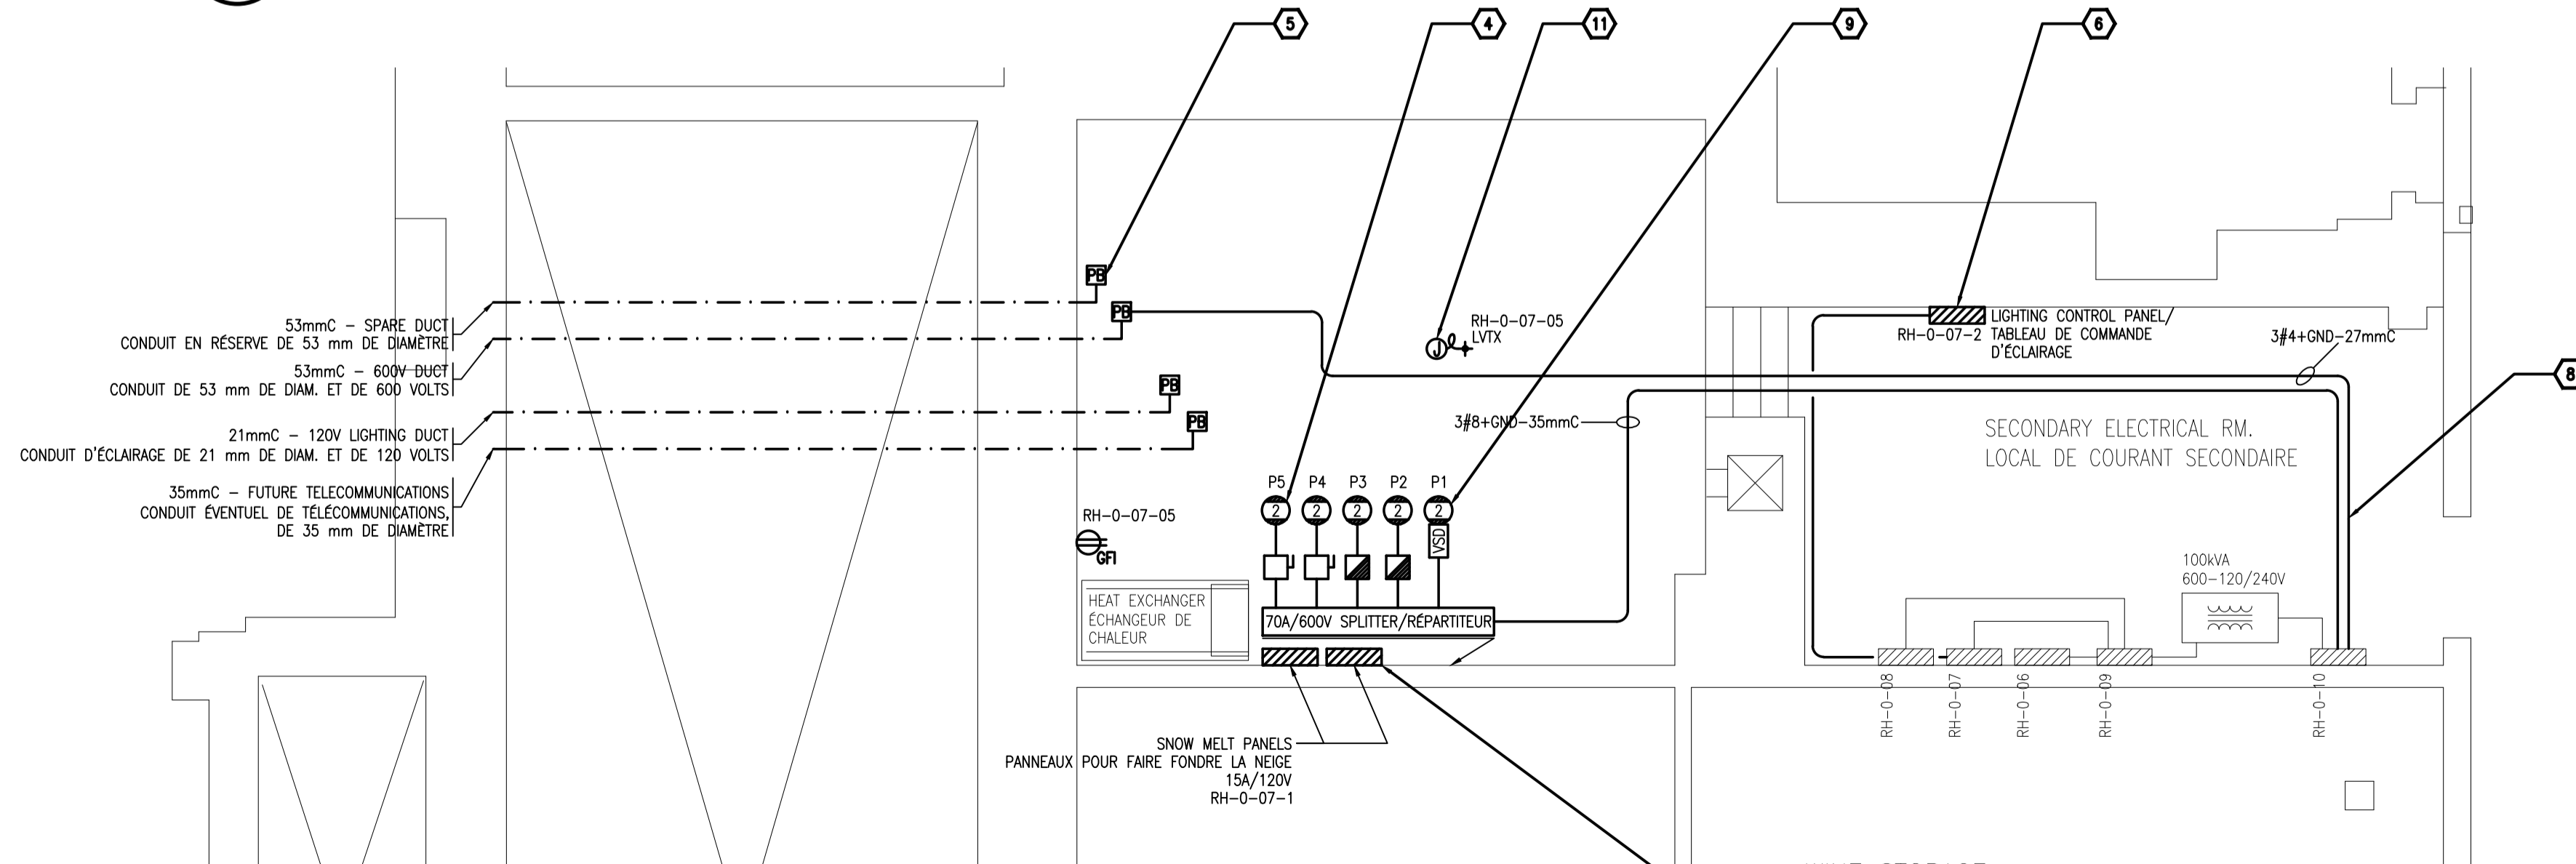 5
4
11
9
6
PB
PB
53mmC – SPARE DUCT
CONDUIT EN RÉSERVE DE 53 mm DE DIAMÈTRE
53mmC – 600V DUCT
CONDUIT DE 53 mm DE DIAM. ET DE 600 VOLTS
PB
PB
21mmC – 120V LIGHTING DUCT
CONDUIT D'ÉCLAIRAGE DE 21 mm DE DIAM. ET DE 120 VOLTS
35mmC – FUTURE TELECOMMUNICATIONS
CONDUIT ÉVENTUEL DE TÉLÉCOMMUNICATIONS,
DE 35 mm DE DIAMÈTRE
RH-0-07-05
LVTX
J
LIGHTING CONTROL PANEL/
RH-0-07-2 TABLEAU DE COMMANDE
D'ÉCLAIRAGE
3#4+GND-27mmC
8
3#8+GND-35mmC
SECONDARY ELECTRICAL RM.
LOCAL DE COURANT SECONDAIRE
P5 P4 P3 P2 P1
2 2 2 2 2
VSD
RH-0-07-05
GFI
HEAT EXCHANGER
ÉCHANGEUR DE
CHALEUR
70A/600V SPLITTER/RÉPARTITEUR
100kVA
600-120/240V
RH-0-08
RH-0-07
RH-0-06
RH-0-09
RH-0-10
SNOW MELT PANELS
PANNEAUX POUR FAIRE FONDRE LA NEIGE
15A/120V
RH-0-07-1